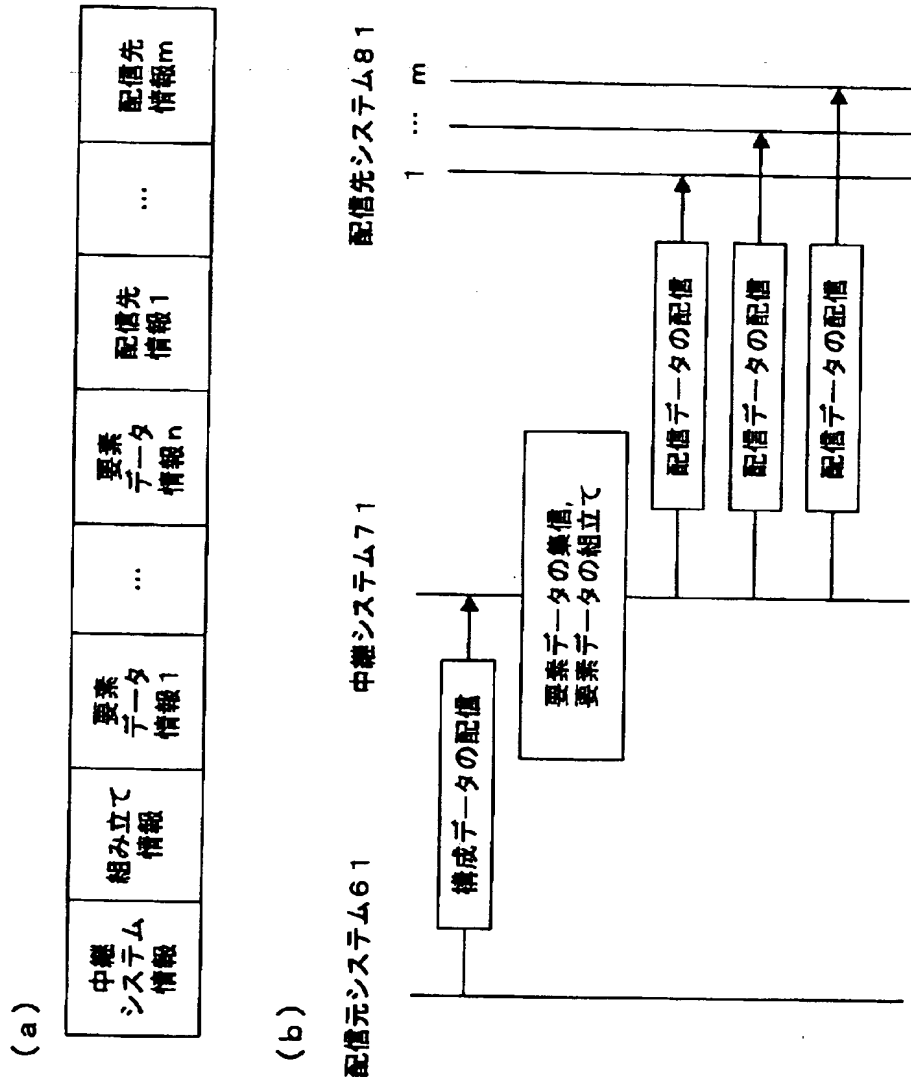 (a)
中継
システム
情報
組み立て
情報
要素
データ
情報1
…
要素
データ
情報n
配信先
情報1
…
配信先
情報m
(b)
配信元システム61
中継システム71
配信先システム81
1 … m
構成データの配信
要素データの集信,
要素データの組立て
配信データの配信
配信データの配信
配信データの配信